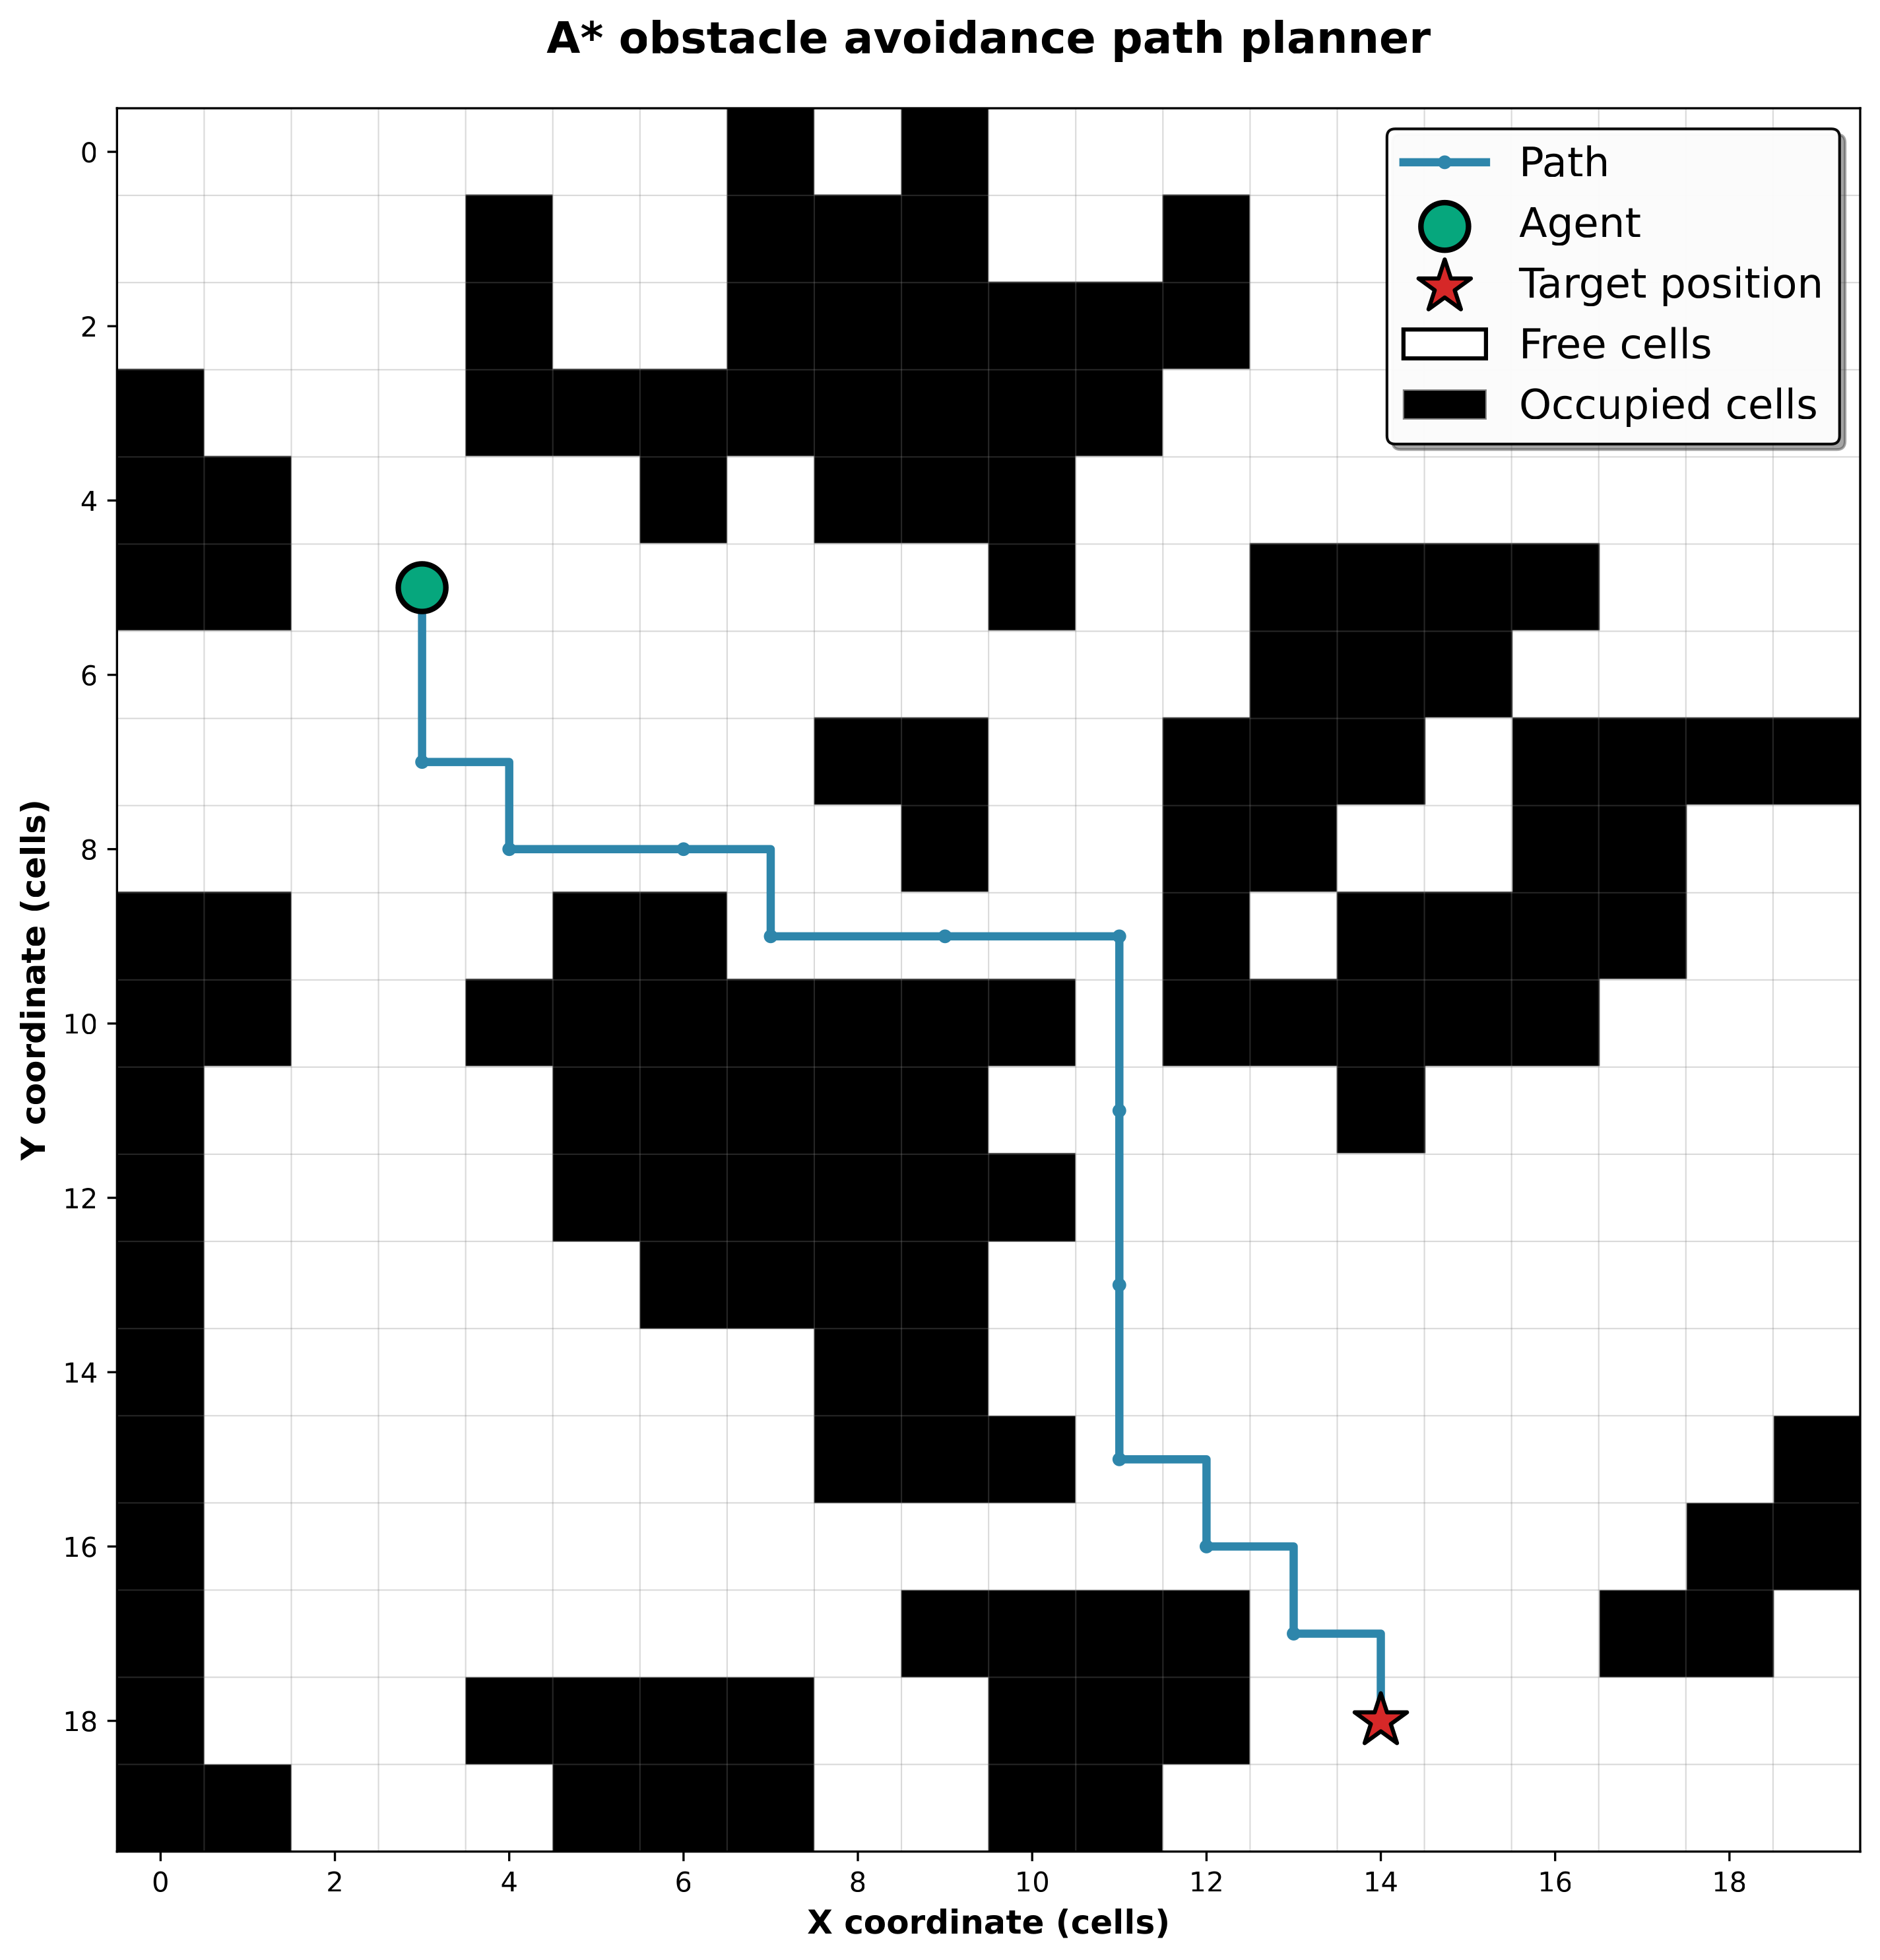 A* obstacle avoidance path planner
Path
Agent
Target position
Free cells
Occupied cells
Y coordinate (cells)
0
2
4
6
8
10
12
14
16
18
0 2 4 6 8 10 12 14 16 18
X coordinate (cells)